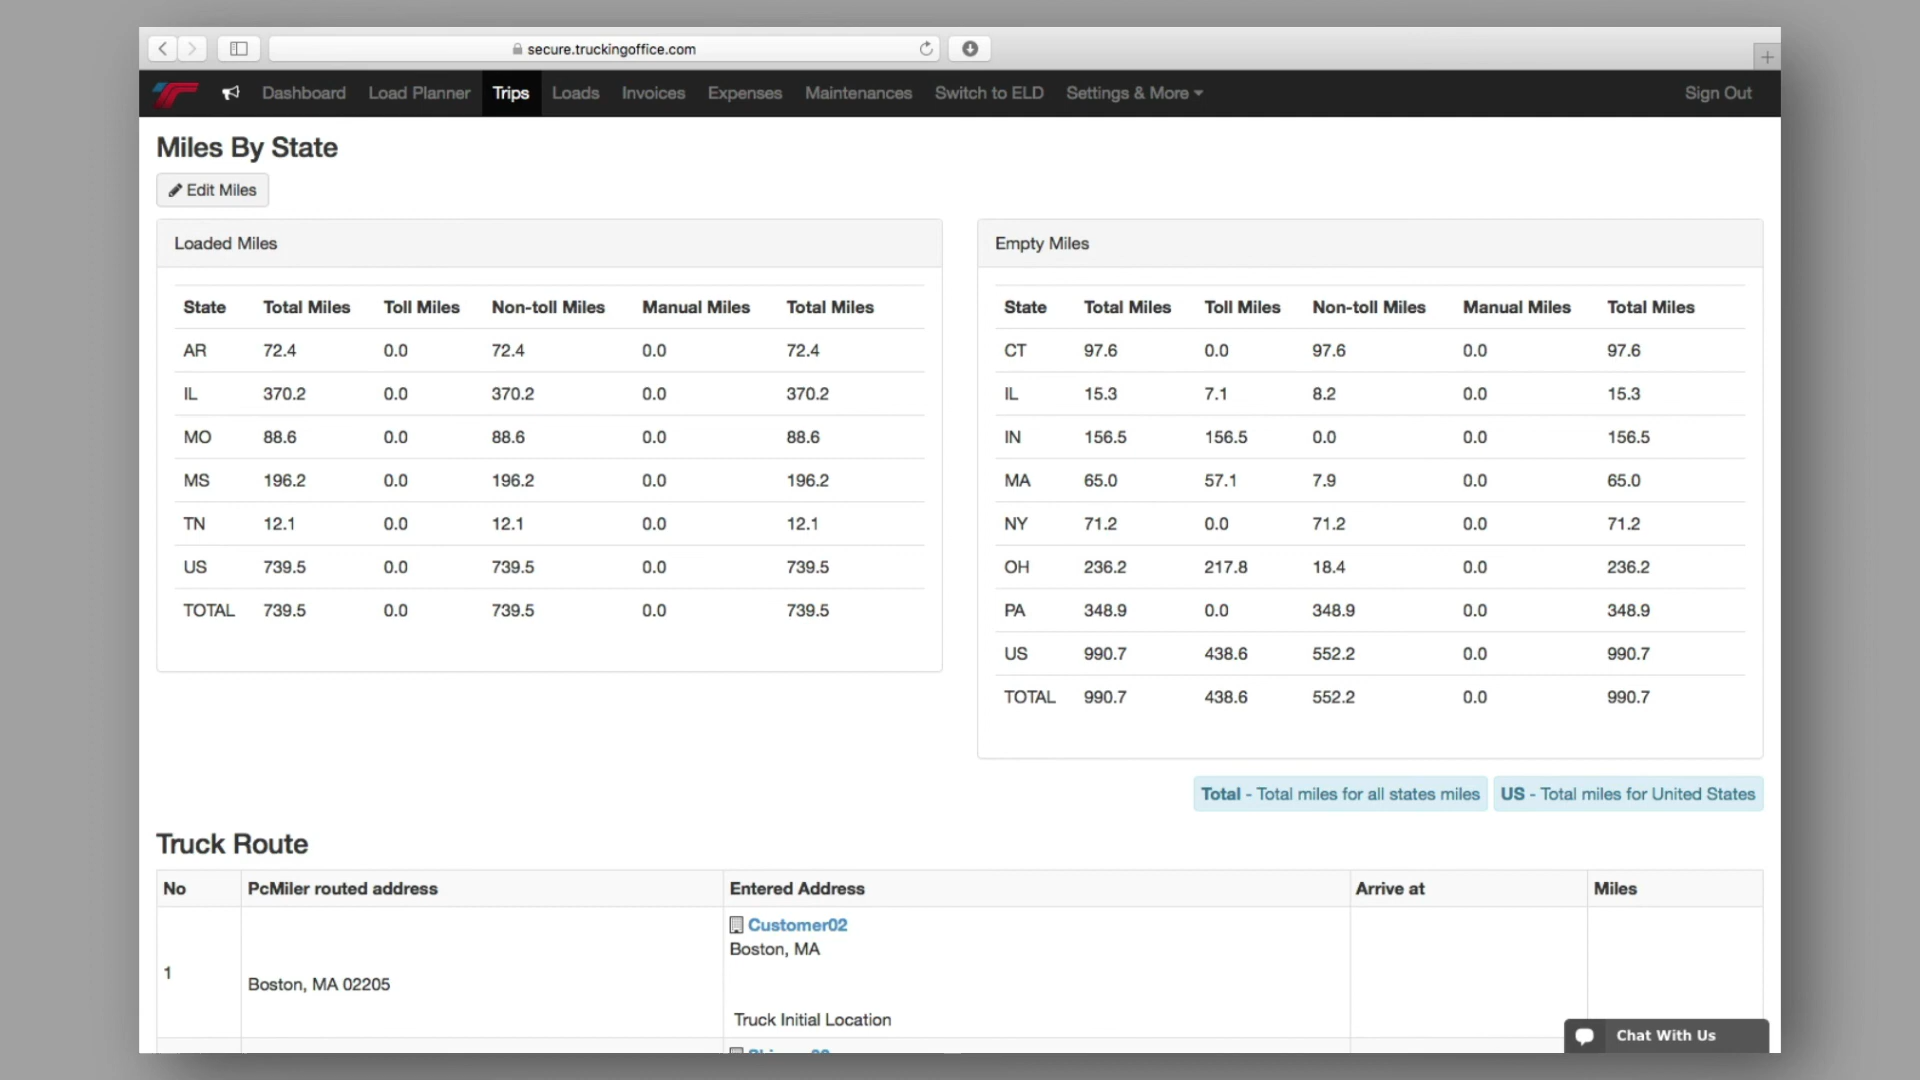 secure.truckingoffice.com
Dashboard Load Planner Trips Loads Invoices Expenses Maintenances Switch to ELD Settings & More Sign Out
Miles By State
Edit Miles
Loaded Miles
State Total Miles Toll Miles Non-toll Miles Manual Miles Total Miles
AR 72.4 0.0 72.4 0.0 72.4
IL 370.2 0.0 370.2 0.0 370.2
MO 88.6 0.0 88.6 0.0 88.6
MS 196.2 0.0 196.2 0.0 196.2
TN 12.1 0.0 12.1 0.0 12.1
US 739.5 0.0 739.5 0.0 739.5
TOTAL 739.5 0.0 739.5 0.0 739.5
Empty Miles
State Total Miles Toll Miles Non-toll Miles Manual Miles Total Miles
CT 97.6 0.0 97.6 0.0 97.6
IL 15.3 7.1 8.2 0.0 15.3
IN 156.5 156.5 0.0 0.0 156.5
MA 65.0 57.1 7.9 0.0 65.0
NY 71.2 0.0 71.2 0.0 71.2
OH 236.2 217.8 18.4 0.0 236.2
PA 348.9 0.0 348.9 0.0 348.9
US 990.7 438.6 552.2 0.0 990.7
TOTAL 990.7 438.6 552.2 0.0 990.7
Total - Total miles for all states miles US - Total miles for United States
Truck Route
No PcMiler routed address Entered Address Arrive at Miles
Customer02
Boston, MA
1
Boston, MA 02205
Truck Initial Location
Chat With Us